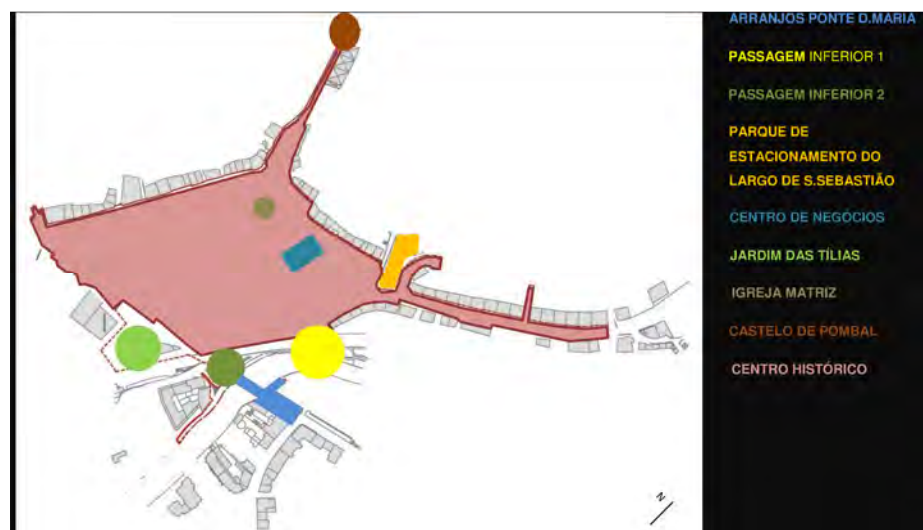 ARRANJOS PONTE D.MARIA
PASSAGEM INFERIOR 1
PASSAGEM INFERIOR 2
PARQUE DE
ESTACIONAMENTO DO
LARGO DE S.SEBASTIÃO
CENTRO DE NEGÓCIOS
JARDIM DAS TÍLIAS
IGREJA MATRIZ
CASTELO DE POMBAL
CENTRO HISTÓRICO
N